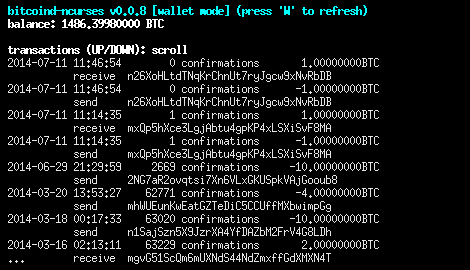 bitcoind-ncurses v0.0.8 [wallet mode] (press 'W' to refresh)
balance: 1486.39980000 BTC
transactions (UP/DOWN): scroll
2014-07-11 11:46:54 0 confirmations 1.00000000BTC
receive n26XoHLtdTNqKrChnUt7ryJgcw9xNvRbDB
2014-07-11 11:46:54 0 confirmations -1.00000000BTC
send n26XoHLtdTNqKrChnUt7ryJgcw9xNvRbDB
2014-07-11 11:14:35 1 confirmations 1.00000000BTC
receive mxQp5hXce3LgjAbtu4gpKP4xLSXiSvF8MA
2014-07-11 11:14:35 1 confirmations -1.00000000BTC
send mxQp5hXce3LgjAbtu4gpKP4xLSXiSvF8MA
2014-06-29 21:29:59 2669 confirmations -10.00000000BTC
send 2NG7aR2ovqtsi7Xn6VLxGKUSpkVAjGooub8
2014-03-20 13:53:27 62771 confirmations -4.00000000BTC
send mhWUEunKwEatGZTeDiC5CCUffMXbwimpGg
2014-03-18 00:17:33 63020 confirmations -10.00000000BTC
send n1SajSzn5X9JzrXA4YfDAZbM2FrV4G8LDh
2014-03-16 02:13:11 63229 confirmations 2.00000000BTC
... receive mgvG51ScQm6mUXNdS44NdZmxffGdXMXN4T